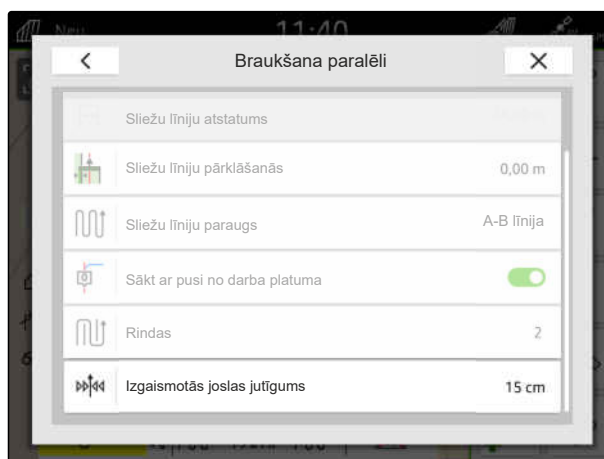 Neu
11:40
Braukšana paralēli
Sliežu līniju atstatums
Sliežu līniju pārklāšanās
0,00 m
Sliežu līniju paraugs
A-B līnija
Sākt ar pusi no darba platuma
Rindas
2
Izgaismotās joslas jutīgums
15 cm